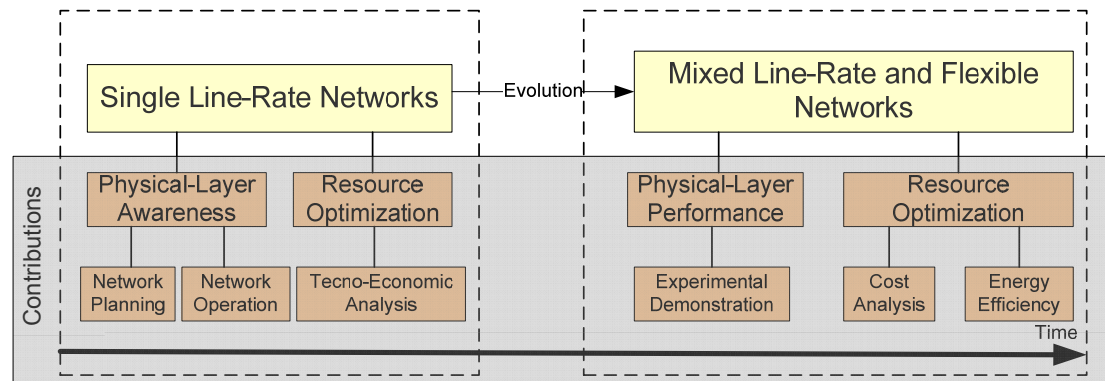 Single Line-Rate Networks
Evolution
Mixed Line-Rate and Flexible
Networks
Contributions
Physical-Layer
Awareness
Resource
Optimization
Physical-Layer
Performance
Resource
Optimization
Network
Planning
Network
Operation
Tecno-Economic
Analysis
Experimental
Demonstration
Cost
Analysis
Energy
Efficiency
Time